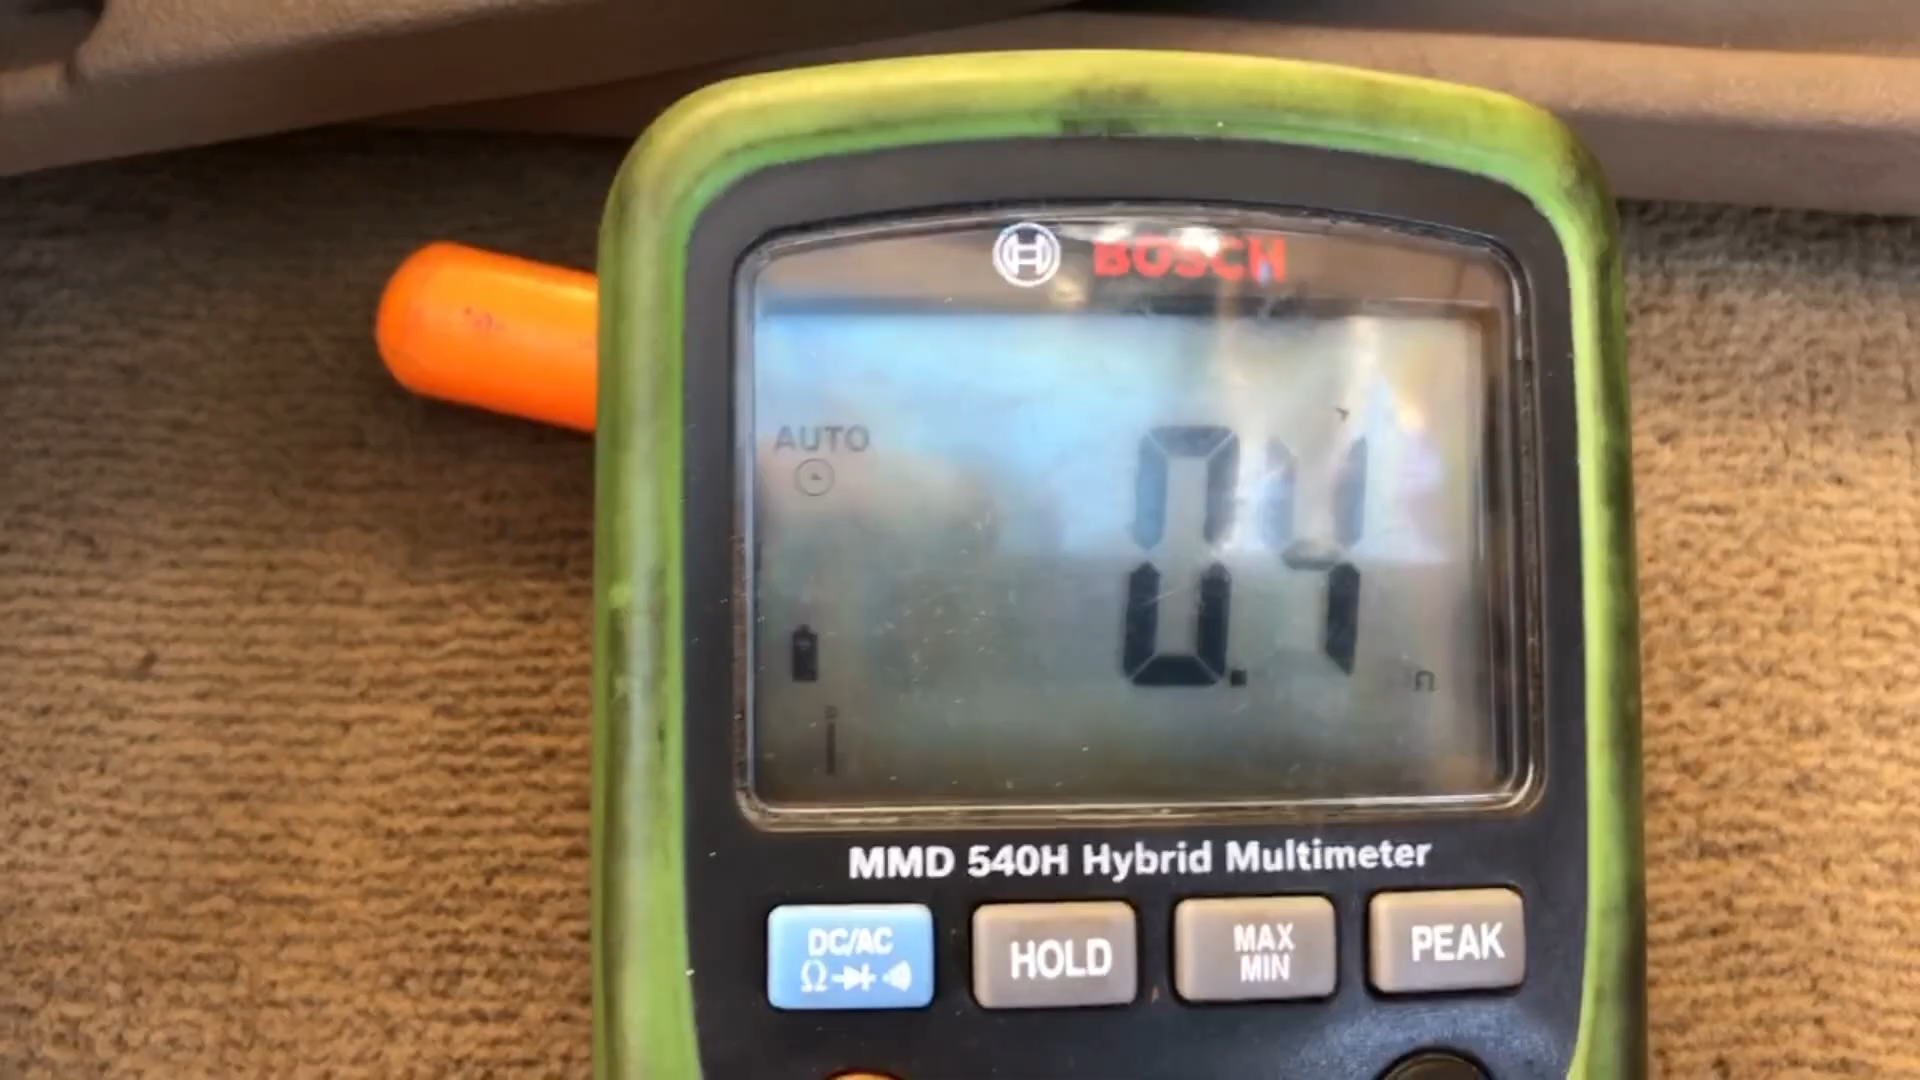 BOSCH
AUTO
0.4
Ω
MMD 540H Hybrid Multimeter
DC/AC
Ω
HOLD
MAX
MIN
PEAK